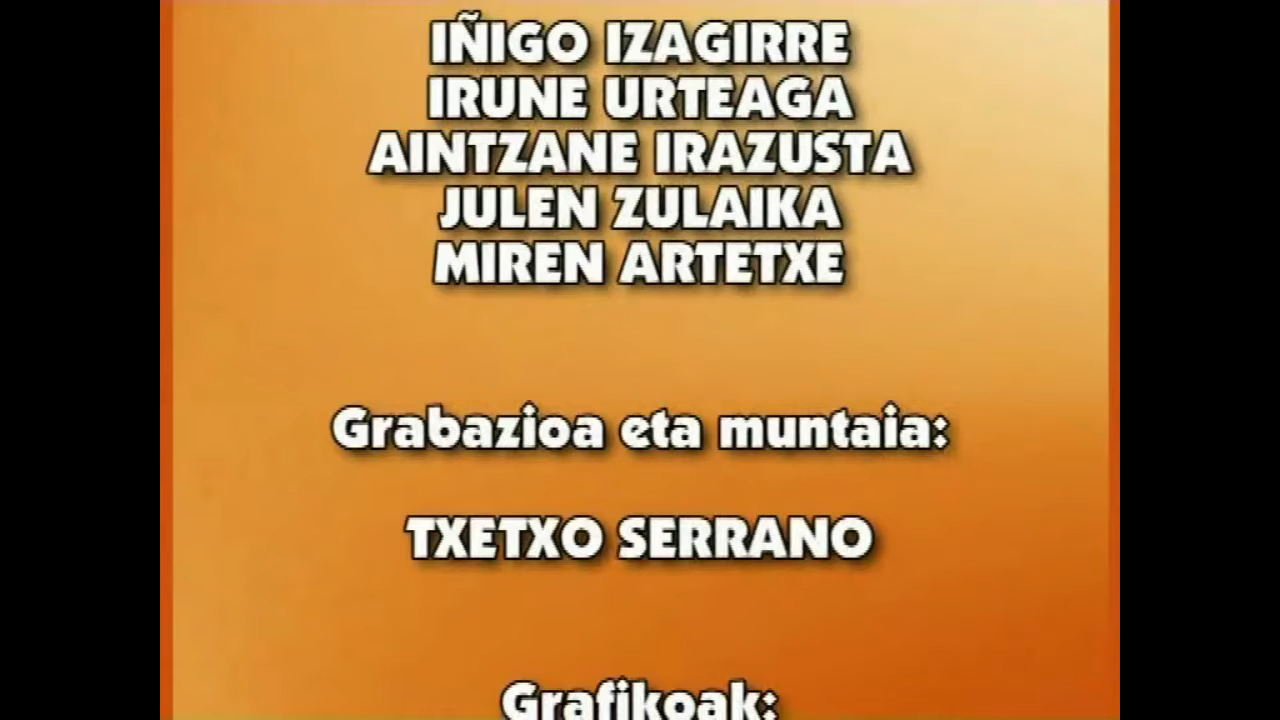 IÑIGO IZAGIRRE
IRUNE URTEAGA
AINTZANE IRAZUSTA
JULEN ZULAIKA
MIREN ARTETXE
Grabazioa eta muntaia:
TXETXO SERRANO
Grafikoak: